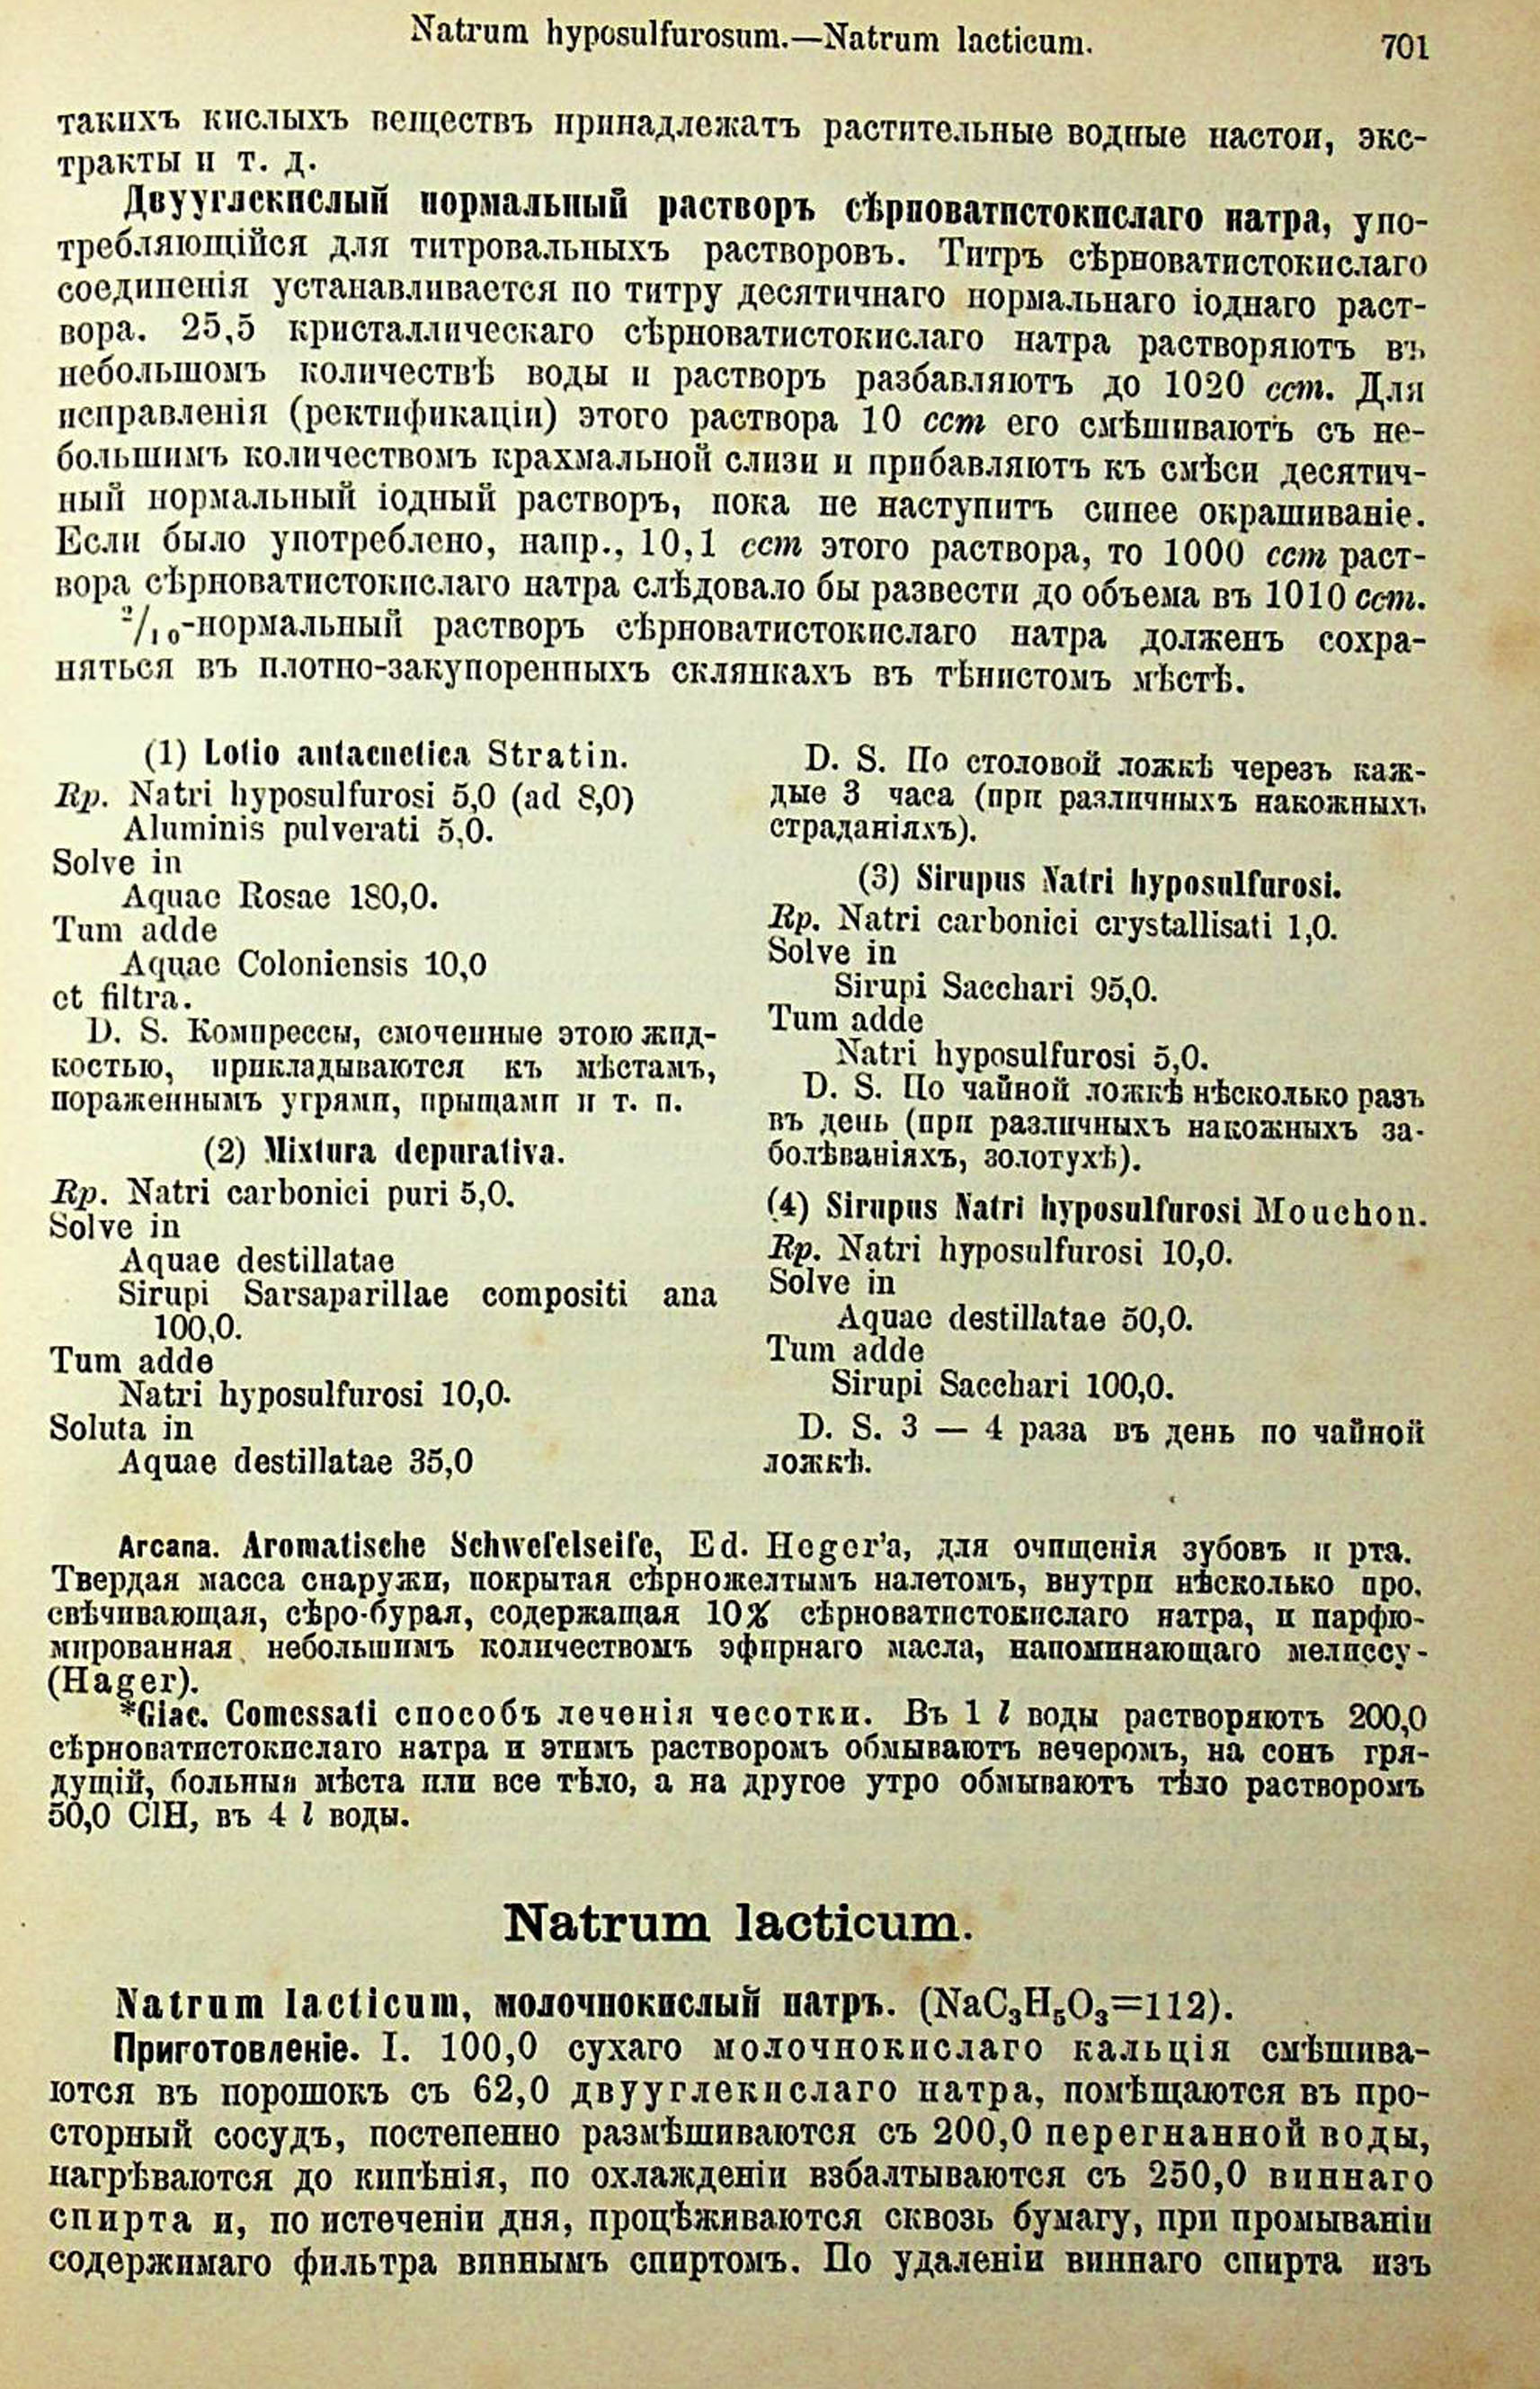 Natrum hyposulfurosum.—Natrum lacticum. 701
такихъ кислыхъ веществъ принадлежатъ растительные водные настои, экс-
тракты и т. д.
Двууглекислый нормальный растворъ сѣрноватистокислаго натра, упо-
требляющійся для титровальныхъ растворовъ. Титръ сѣрноватистокислаго
соединенія устанавливается по титру десятичнаго нормальнаго іоднаго раст-
вора. 25,5 кристаллическаго сѣрноватистокислаго натра растворяютъ въ
небольшомъ количествѣ воды и растворъ разбавляютъ до 1020 ccm. Для
исправленія (ректификаціи) этого раствора 10 ccm его смѣшиваютъ съ не-
большимъ количествомъ крахмальной слизи и прибавляютъ къ смѣси десятич-
ный нормальный іодный растворъ, пока не наступитъ синее окрашиваніе.
Если было употреблено, напр., 10,1 ccm этого раствора, то 1000 ccm раст-
вора сѣрноватистокислаго натра слѣдовало бы развести до объема въ 1010 ccm.
²/₁₀-нормальный растворъ сѣрноватистокислаго натра долженъ сохра-
няться въ плотно-закупоренныхъ склянкахъ въ тѣнистомъ мѣстѣ.
(1) Lotio antacnetica Stratin.
Rp. Natri hyposulfurosi 5,0 (ad 8,0)
Aluminis pulverati 5,0.
Solve in
Aquae Rosae 180,0.
Tum adde
Aquae Coloniensis 10,0
et filtra.
D. S. Компрессы, смоченные этою жид-
костью, прикладываются къ мѣстамъ,
пораженнымъ угрями, прыщами и т. п.
(2) Mixtura depurativa.
Rp. Natri carbonici puri 5,0.
Solve in
Aquae destillatae
Sirupi Sarsaparillae compositi ana
100,0.
Tum adde
Natri hyposulfurosi 10,0.
Soluta in
Aquae destillatae 35,0
D. S. По столовой ложкѣ черезъ каж-
дые 3 часа (при различныхъ накожныхъ
страданіяхъ).
(3) Sirupus Natri hyposulfurosi.
Rp. Natri carbonici crystallisati 1,0.
Solve in
Sirupi Sacchari 95,0.
Tum adde
Natri hyposulfurosi 5,0.
D. S. По чайной ложкѣ нѣсколько разъ
въ день (при различныхъ накожныхъ за-
болѣваніяхъ, золотухѣ).
(4) Sirupus Natri hyposulfurosi Mouchon.
Rp. Natri hyposulfurosi 10,0.
Solve in
Aquae destillatae 50,0.
Tum adde
Sirupi Sacchari 100,0.
D. S. 3 — 4 раза въ день по чайной
ложкѣ.
Arcana. Aromatische Schwefelseife, Ed. Heger'a, для очищенія зубовъ и рта.
Твердая масса снаружи, покрытая сѣрножелтымъ налетомъ, внутри нѣсколько про.
свѣчивающая, сѣро-бурая, содержащая 10% сѣрноватистокислаго натра, и парфю-
мированная небольшимъ количествомъ эфирнаго масла, напоминающаго мелиссу-
(Hager).
*Giac. Comessati способъ леченія чесотки. Въ 1 l воды растворяютъ 200,0
сѣрноватистокислаго натра и этимъ растворомъ обмываютъ вечеромъ, на сонъ гря-
дущій, больныя мѣста или все тѣло, а на другое утро обмываютъ тѣло растворомъ
50,0 ClH, въ 4 l воды.
Natrum lacticum.
Natrum lacticum, молочнокислый натръ. (NaC₃H₅O₃=112).
Приготовленіе. I. 100,0 сухаго молочнокислаго кальція смѣшива-
ются въ порошокъ съ 62,0 двууглекислаго натра, помѣщаются въ про-
сторный сосудъ, постепенно размѣшиваются съ 200,0 перегнанной воды,
нагрѣваются до кипѣнія, по охлажденіи взбалтываются съ 250,0 виннаго
спирта и, по истеченіи дня, процѣживаются сквозь бумагу, при промываніи
содержимаго фильтра виннымъ спиртомъ. По удаленіи виннаго спирта изъ